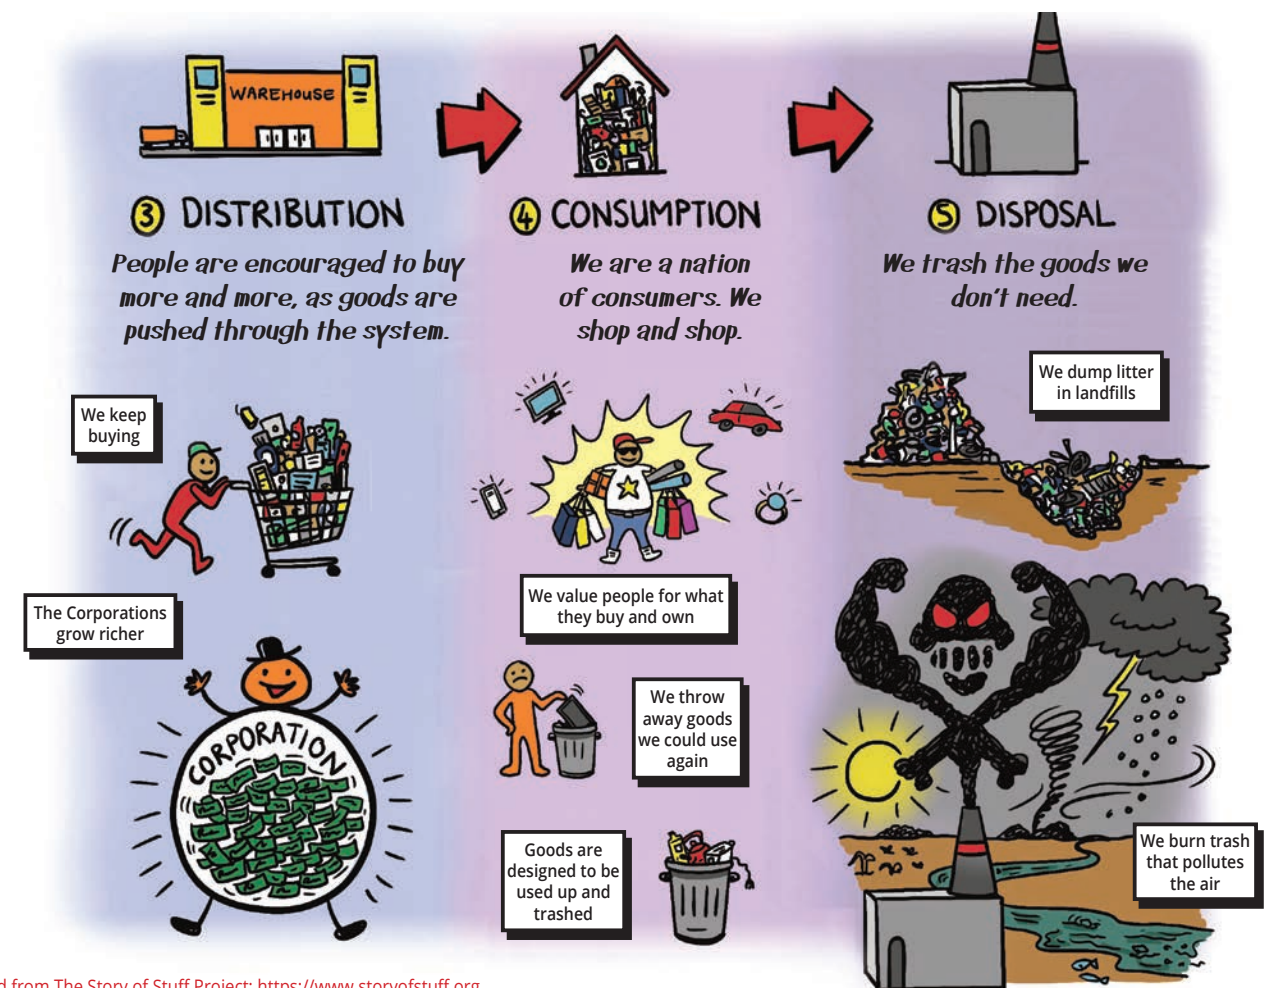 WAREHOUSE
3 DISTRIBUTION
People are encouraged to buy
more and more, as goods are
pushed through the system.
We keep
buying
The Corporations
grow richer
CORPORATION
4 CONSUMPTION
We are a nation
of consumers. We
shop and shop.
We value people for what
they buy and own
We throw
away goods
we could use
again
Goods are
designed to be
used up and
trashed
5 DISPOSAL
We trash the goods we
don't need.
We dump litter
in landfills
We burn trash
that pollutes
the air
from The Story of Stuff Project: https://www.storyofstuff.org